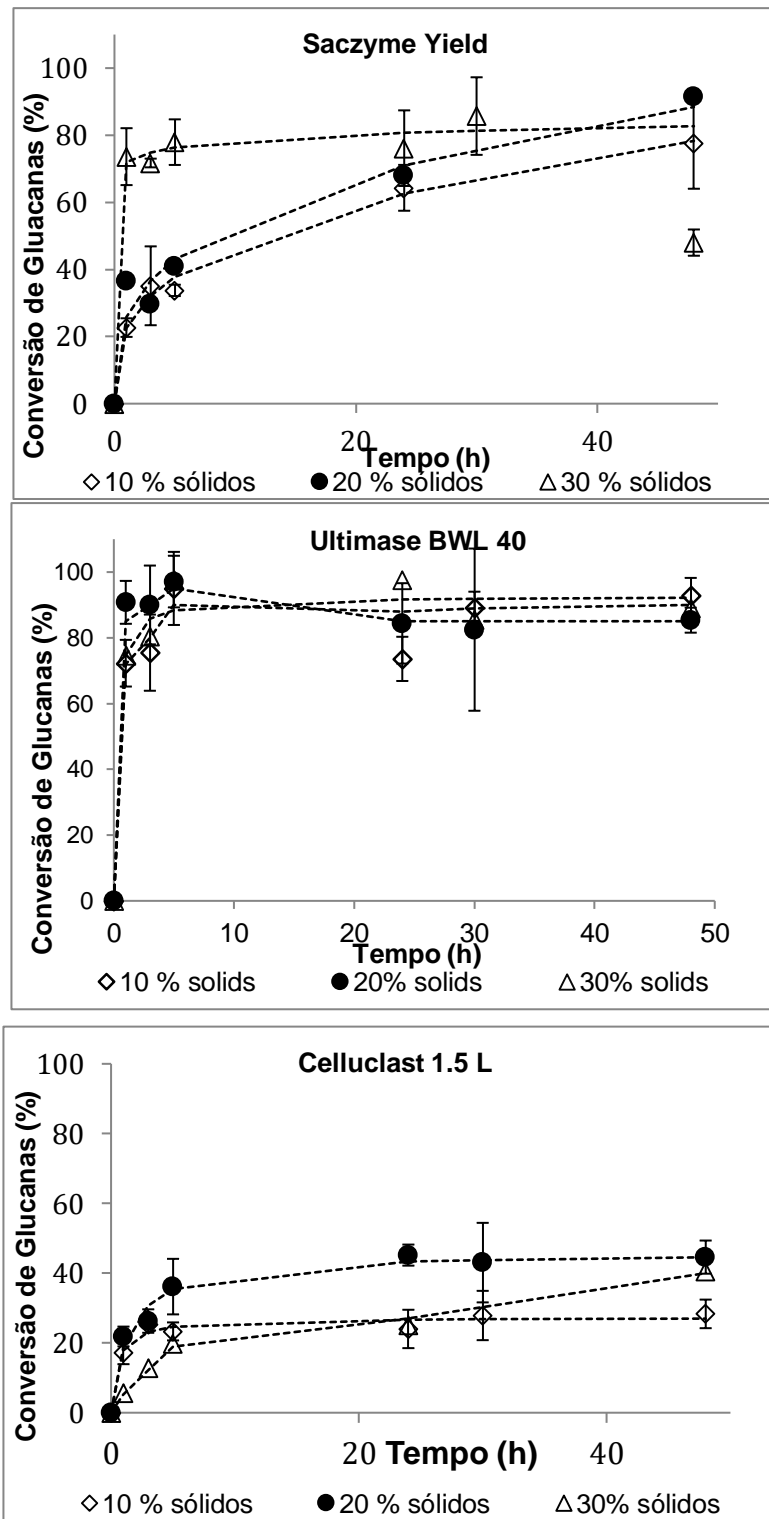 Saczyme Yield
Conversão de Gluacanas (%)
100
80
60
40
20
0
0 20 40
Tempo (h)
10 % sólidos 20 % sólidos 30 % sólidos
Ultimase BWL 40
Conversão de Glucanas (%)
100
80
60
40
20
0
0 10 20 30 40 50
Tempo (h)
10 % solids 20% solids 30% solids
Celluclast 1.5 L
Conversão de Glucanas (%)
100
80
60
40
20
0
0 20 40
Tempo (h)
10 % sólidos 20 % sólidos 30% sólidos